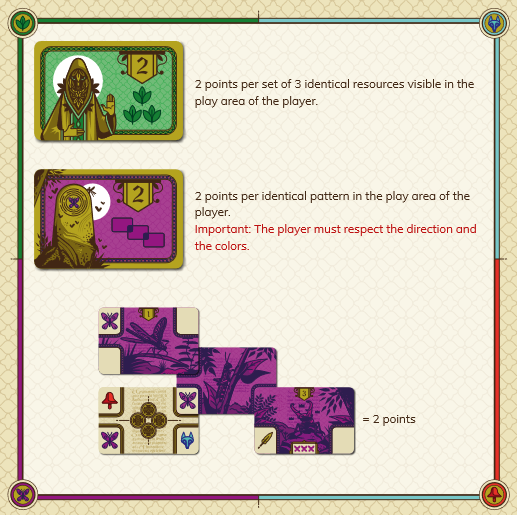 2
2 points per set of 3 identical resources visible in the
play area of the player.
2
2 points per identical pattern in the play area of the
player.
Important: The player must respect the direction and
the colors.
1
3
XXX
= 2 points